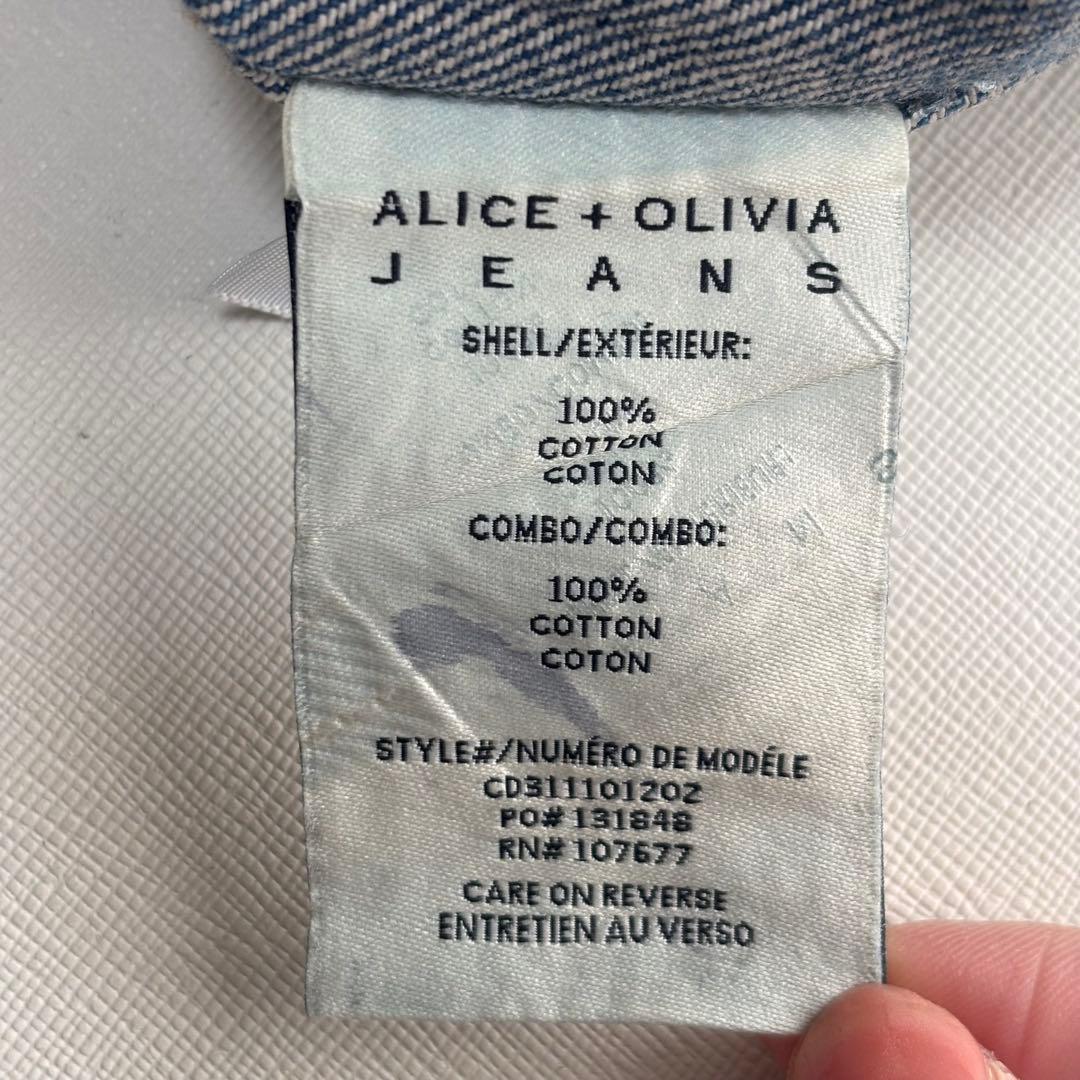 ALICE + OLIVIA
JEANS
SHELL/EXTÉRIEUR:
100%
COTTON
COTON
COMBO/COMBO:
100%
COTTON
COTON
STYLE#/NUMÉRO DE MODÉLE
CD311101202
PO# 131848
RN# 107677
CARE ON REVERSE
ENTRETIEN AU VERSO